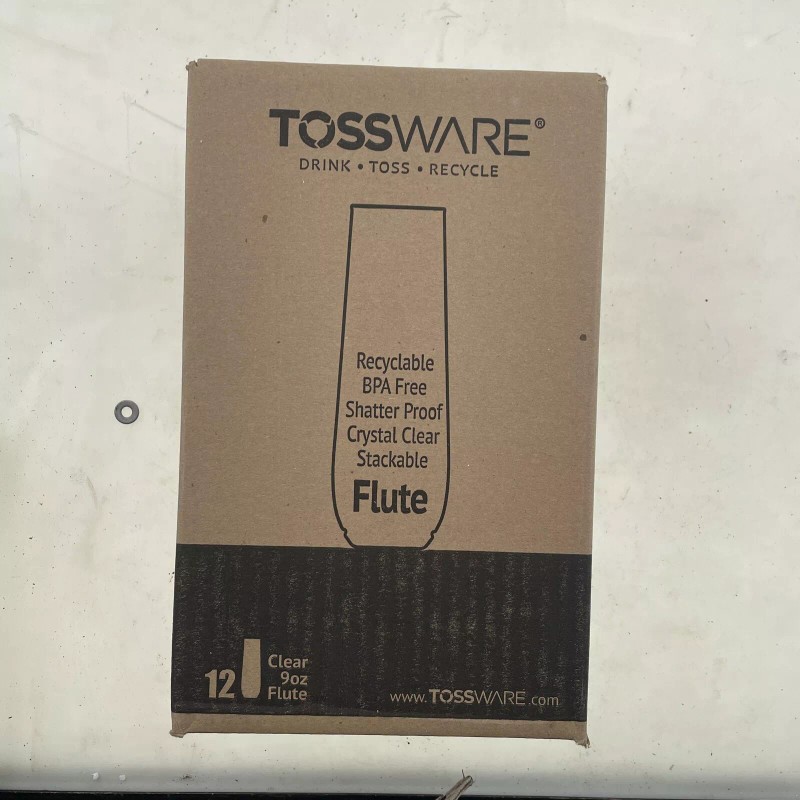 TOSSWARE®
DRINK • TOSS • RECYCLE
Recyclable
BPA Free
Shatter Proof
Crystal Clear
Stackable
Flute
12
Clear
9oz
Flute
www.TOSSWARE.com